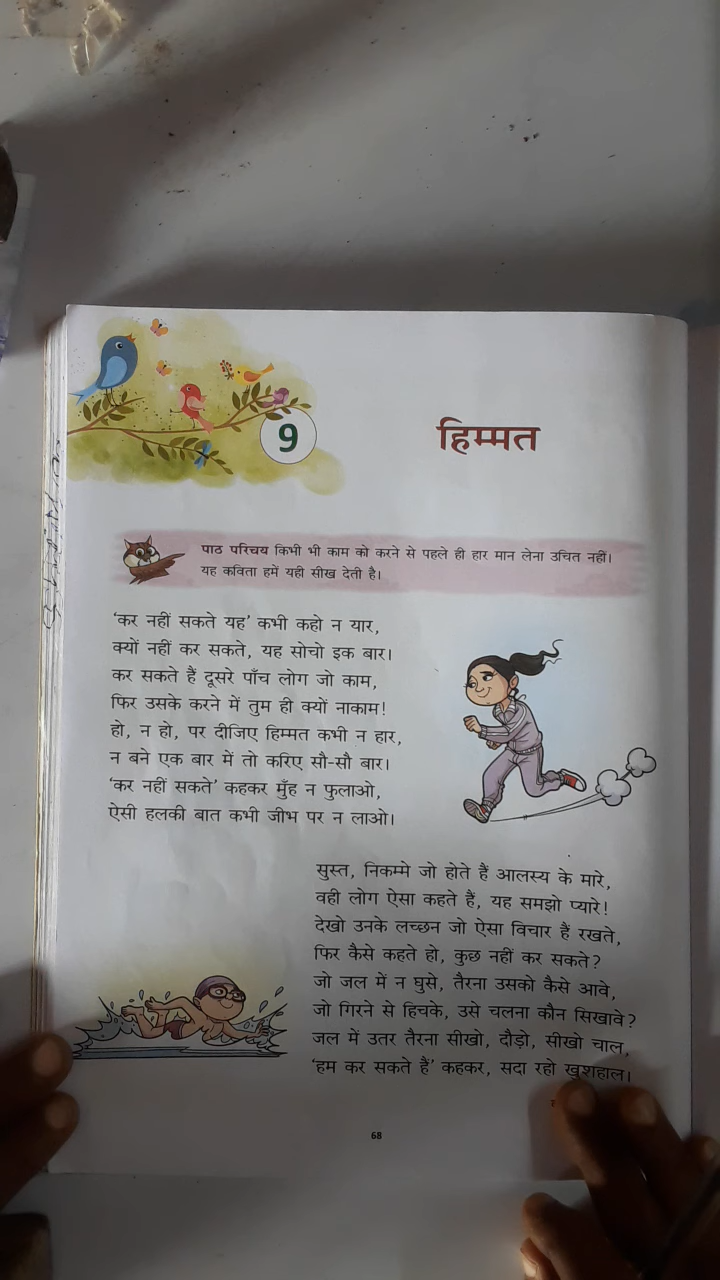 9
हिम्मत
पाठ परिचय किभी भी काम को करने से पहले ही हार मान लेना उचित नहीं।
यह कविता हमें यही सीख देती है।
‘कर नहीं सकते यह’ कभी कहो न यार,
क्यों नहीं कर सकते, यह सोचो इक बार।
कर सकते हैं दूसरे पाँच लोग जो काम,
फिर उसके करने में तुम ही क्यों नाकाम!
हो, न हो, पर दीजिए हिम्मत कभी न हार,
न बने एक बार में तो करिए सौ-सौ बार।
‘कर नहीं सकते’ कहकर मुँह न फुलाओ,
ऐसी हलकी बात कभी जीभ पर न लाओ।
सुस्त, निकम्मे जो होते हैं आलस्य के मारे,
वही लोग ऐसा कहते हैं, यह समझो प्यारे!
देखो उनके लच्छन जो ऐसा विचार हैं रखते,
फिर कैसे कहते हो, कुछ नहीं कर सकते?
जो जल में न घुसे, तैरना उसको कैसे आवे,
जो गिरने से हिचके, उसे चलना कौन सिखावे?
जल में उतर तैरना सीखो, दौड़ो, सीखो चाल,
‘हम कर सकते हैं’ कहकर, सदा रहो खुशहाल।
68